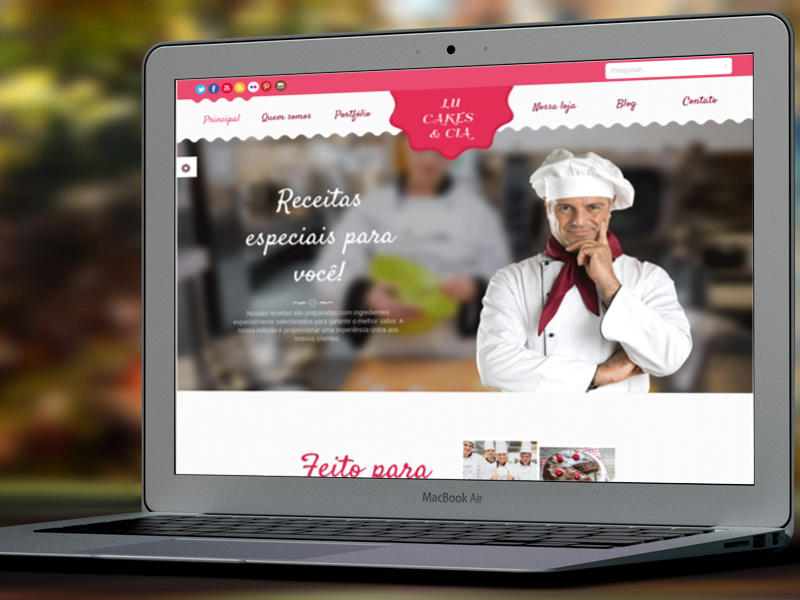 Pesquisar...
Principal
Quem somos
Portfólio
LU
CAKES
& CIA
Nossa loja
Blog
Contato
Receitas
especiais para
você!
Nossas receitas são preparadas com ingredientes
especialmente selecionados para garantir o melhor sabor. A
nossa missão é proporcionar uma experiência única aos
nossos clientes.
Feito para
MacBook Air